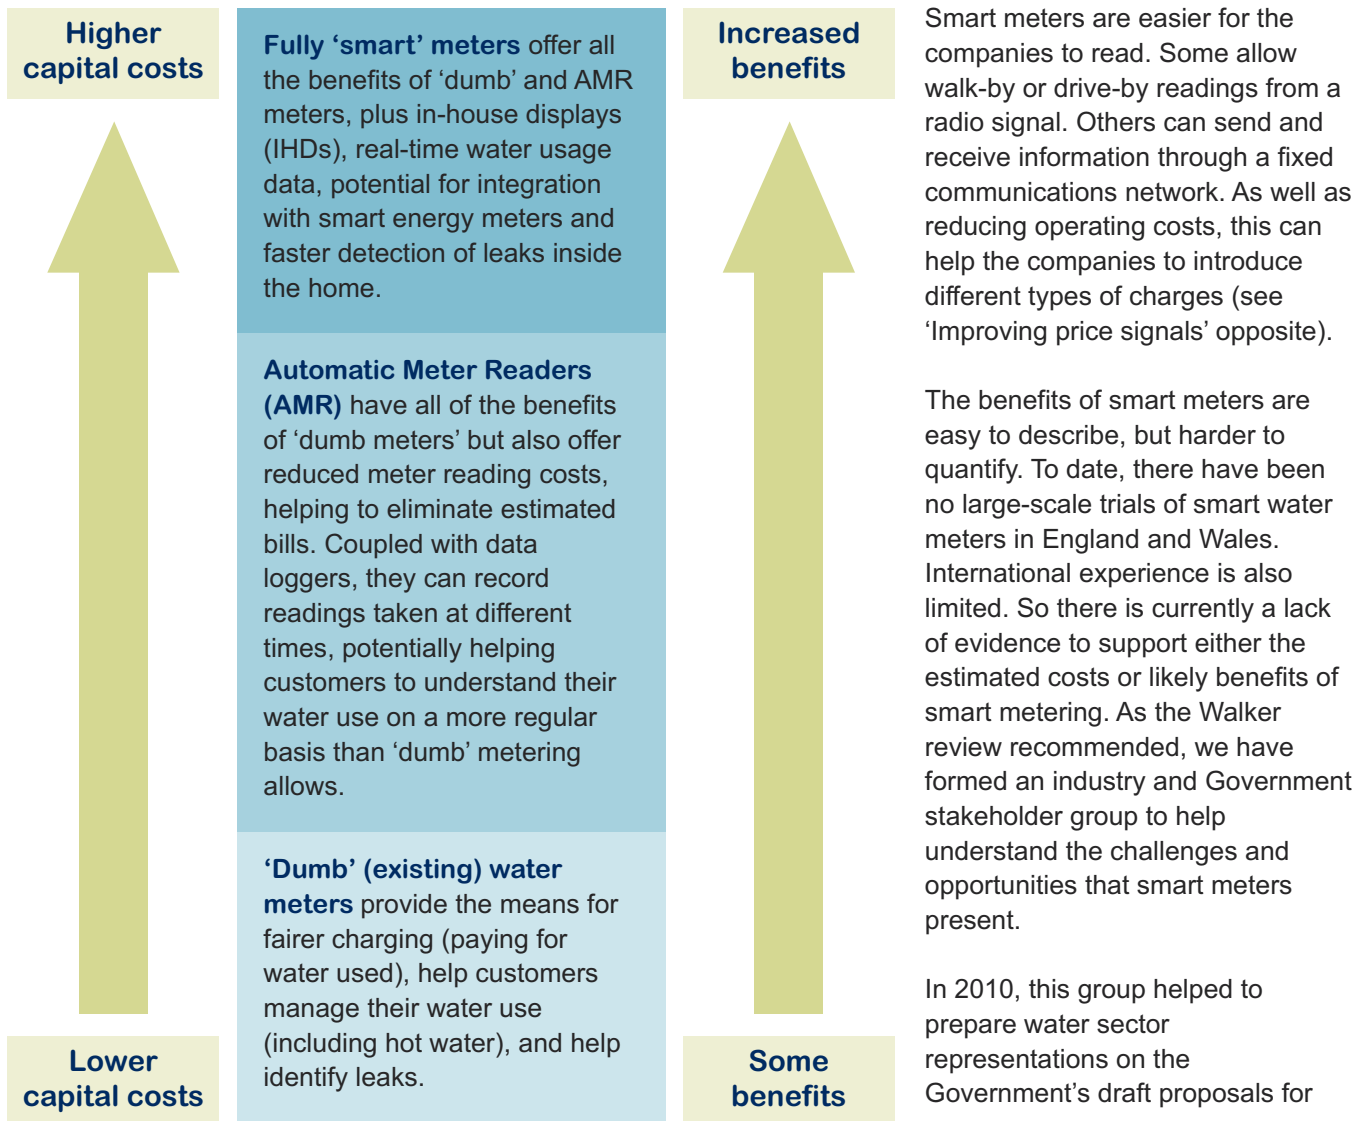 Higher
capital costs
Lower
capital costs
Fully ‘smart’ meters offer all
the benefits of ‘dumb’ and AMR
meters, plus in-house displays
(IHDs), real-time water usage
data, potential for integration
with smart energy meters and
faster detection of leaks inside
the home.
Automatic Meter Readers
(AMR) have all of the benefits
of ‘dumb meters’ but also offer
reduced meter reading costs,
helping to eliminate estimated
bills. Coupled with data
loggers, they can record
readings taken at different
times, potentially helping
customers to understand their
water use on a more regular
basis than ‘dumb’ metering
allows.
‘Dumb’ (existing) water
meters provide the means for
fairer charging (paying for
water used), help customers
manage their water use
(including hot water), and help
identify leaks.
Increased
benefits
Some
benefits
Smart meters are easier for the
companies to read. Some allow
walk-by or drive-by readings from a
radio signal. Others can send and
receive information through a fixed
communications network. As well as
reducing operating costs, this can
help the companies to introduce
different types of charges (see
‘Improving price signals’ opposite).
The benefits of smart meters are
easy to describe, but harder to
quantify. To date, there have been
no large-scale trials of smart water
meters in England and Wales.
International experience is also
limited. So there is currently a lack
of evidence to support either the
estimated costs or likely benefits of
smart metering. As the Walker
review recommended, we have
formed an industry and Government
stakeholder group to help
understand the challenges and
opportunities that smart meters
present.
In 2010, this group helped to
prepare water sector
representations on the
Government’s draft proposals for